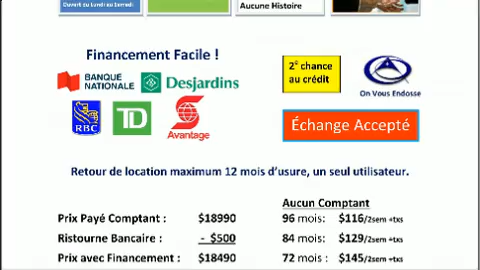 Ouvert du Lundi au Samedi
Aucune Histoire
Financement Facile !
BANQUE
NATIONALE
Desjardins
2e chance
au crédit
On Vous Endosse
RBC
TD
Avantage
Échange Accepté
Retour de location maximum 12 mois d'usure, un seul utilisateur.
Aucun Comptant
Prix Payé Comptant : $18990
96 mois: $116/2sem +txs
Ristourne Bancaire : - $500
84 mois: $129/2sem +txs
Prix avec Financement : $18490
72 mois : $145/2sem +txs